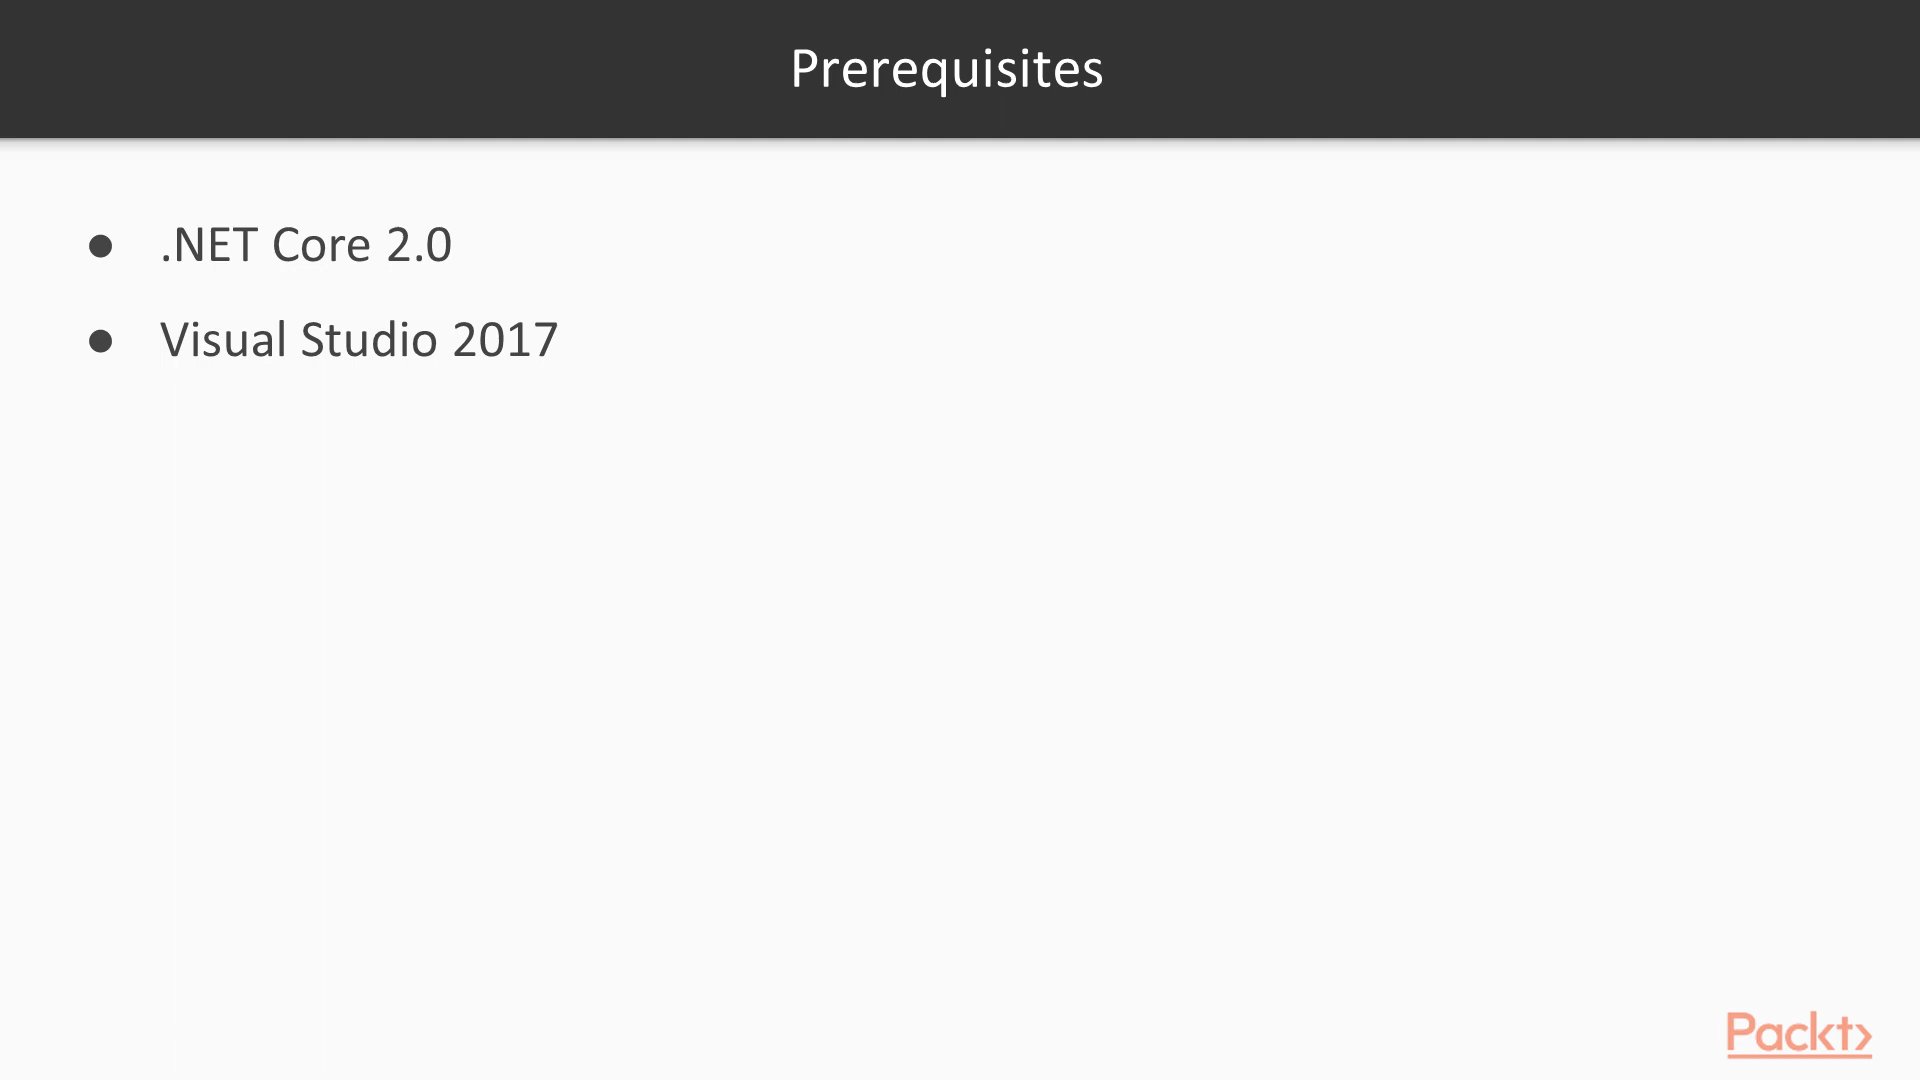 Prerequisites
● .NET Core 2.0
● Visual Studio 2017
Packt>